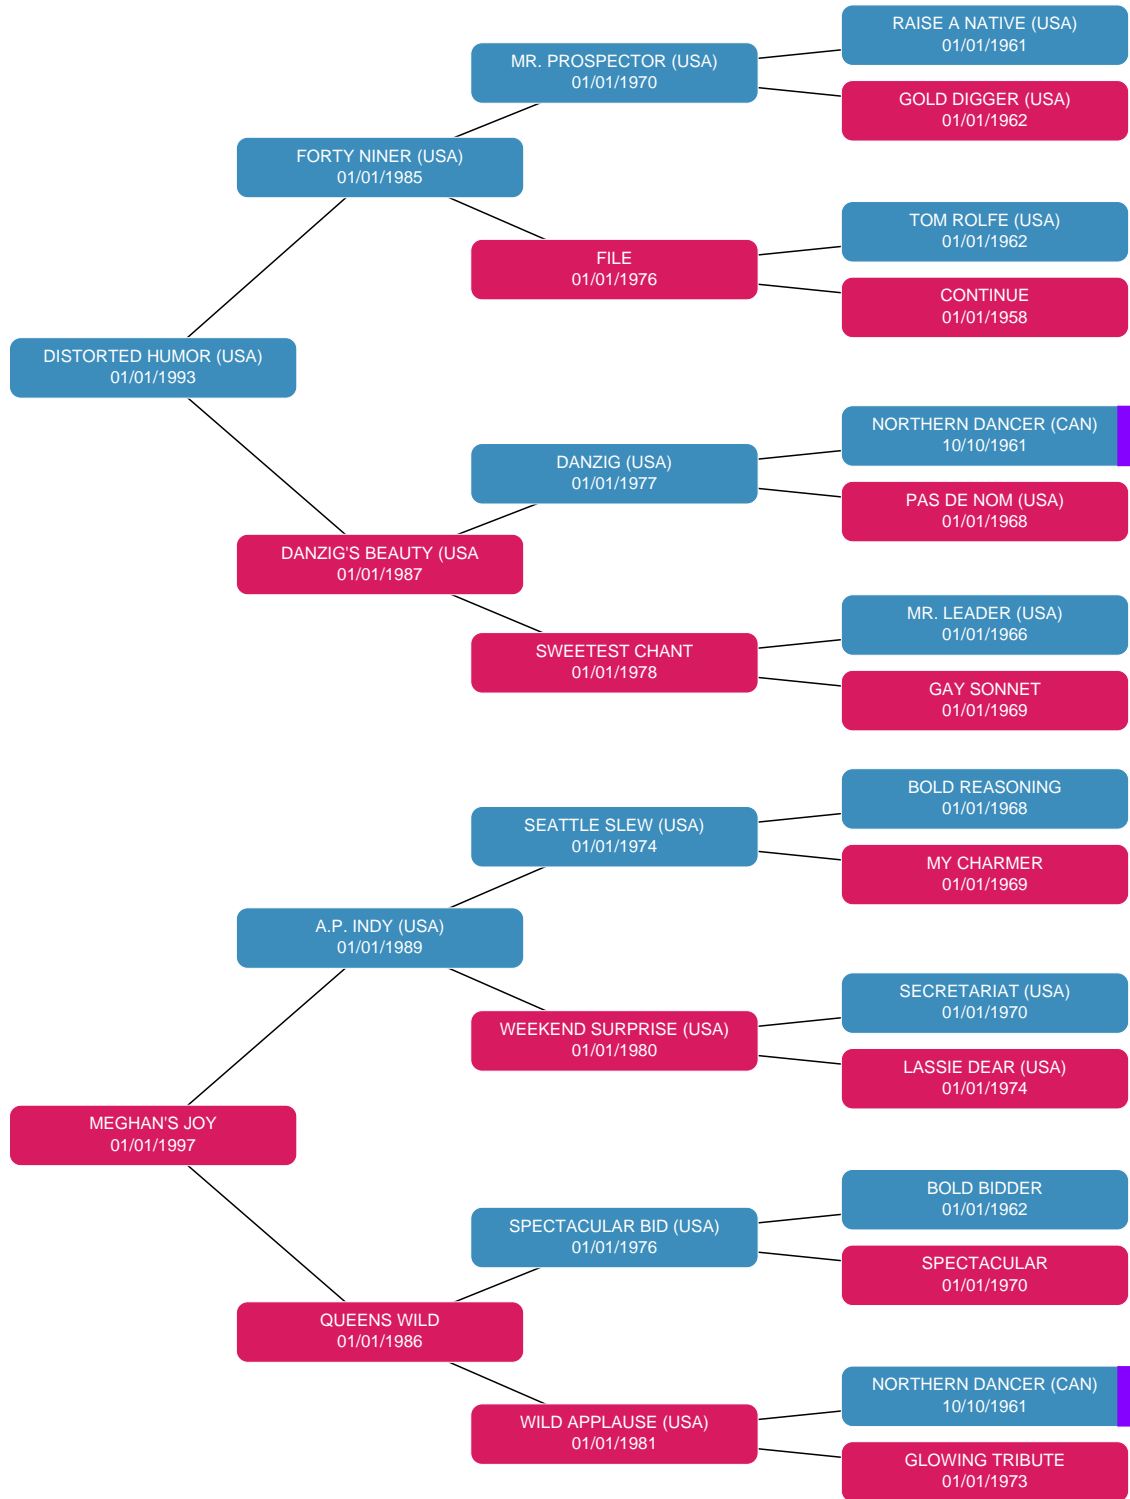 RAISE A NATIVE (USA)
01/01/1961
MR. PROSPECTOR (USA)
01/01/1970
GOLD DIGGER (USA)
01/01/1962
FORTY NINER (USA)
01/01/1985
TOM ROLFE (USA)
01/01/1962
FILE
01/01/1976
CONTINUE
01/01/1958
DISTORTED HUMOR (USA)
01/01/1993
NORTHERN DANCER (CAN)
10/10/1961
DANZIG (USA)
01/01/1977
PAS DE NOM (USA)
01/01/1968
DANZIG'S BEAUTY (USA
01/01/1987
MR. LEADER (USA)
01/01/1966
SWEETEST CHANT
01/01/1978
GAY SONNET
01/01/1969
BOLD REASONING
01/01/1968
SEATTLE SLEW (USA)
01/01/1974
MY CHARMER
01/01/1969
A.P. INDY (USA)
01/01/1989
SECRETARIAT (USA)
01/01/1970
WEEKEND SURPRISE (USA)
01/01/1980
LASSIE DEAR (USA)
01/01/1974
MEGHAN'S JOY
01/01/1997
BOLD BIDDER
01/01/1962
SPECTACULAR BID (USA)
01/01/1976
SPECTACULAR
01/01/1970
QUEENS WILD
01/01/1986
NORTHERN DANCER (CAN)
10/10/1961
WILD APPLAUSE (USA)
01/01/1981
GLOWING TRIBUTE
01/01/1973